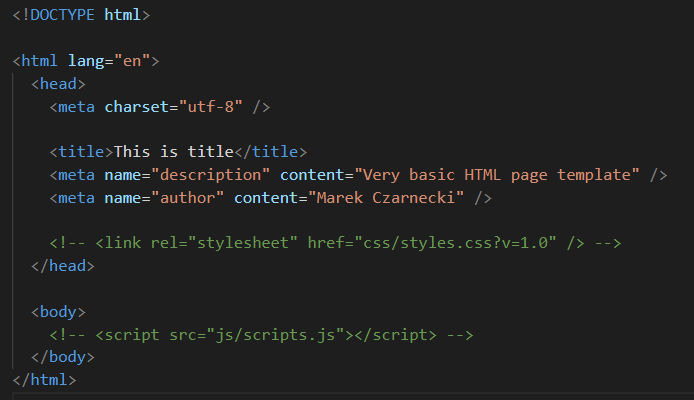 <!DOCTYPE html>
<html lang="en">
<head>
<meta charset="utf-8" />
<title>This is title</title>
<meta name="description" content="Very basic HTML page template" />
<meta name="author" content="Marek Czarnecki" />
<!-- <link rel="stylesheet" href="css/styles.css?v=1.0" /> -->
</head>
<body>
<!-- <script src="js/scripts.js"></script> -->
</body>
</html>